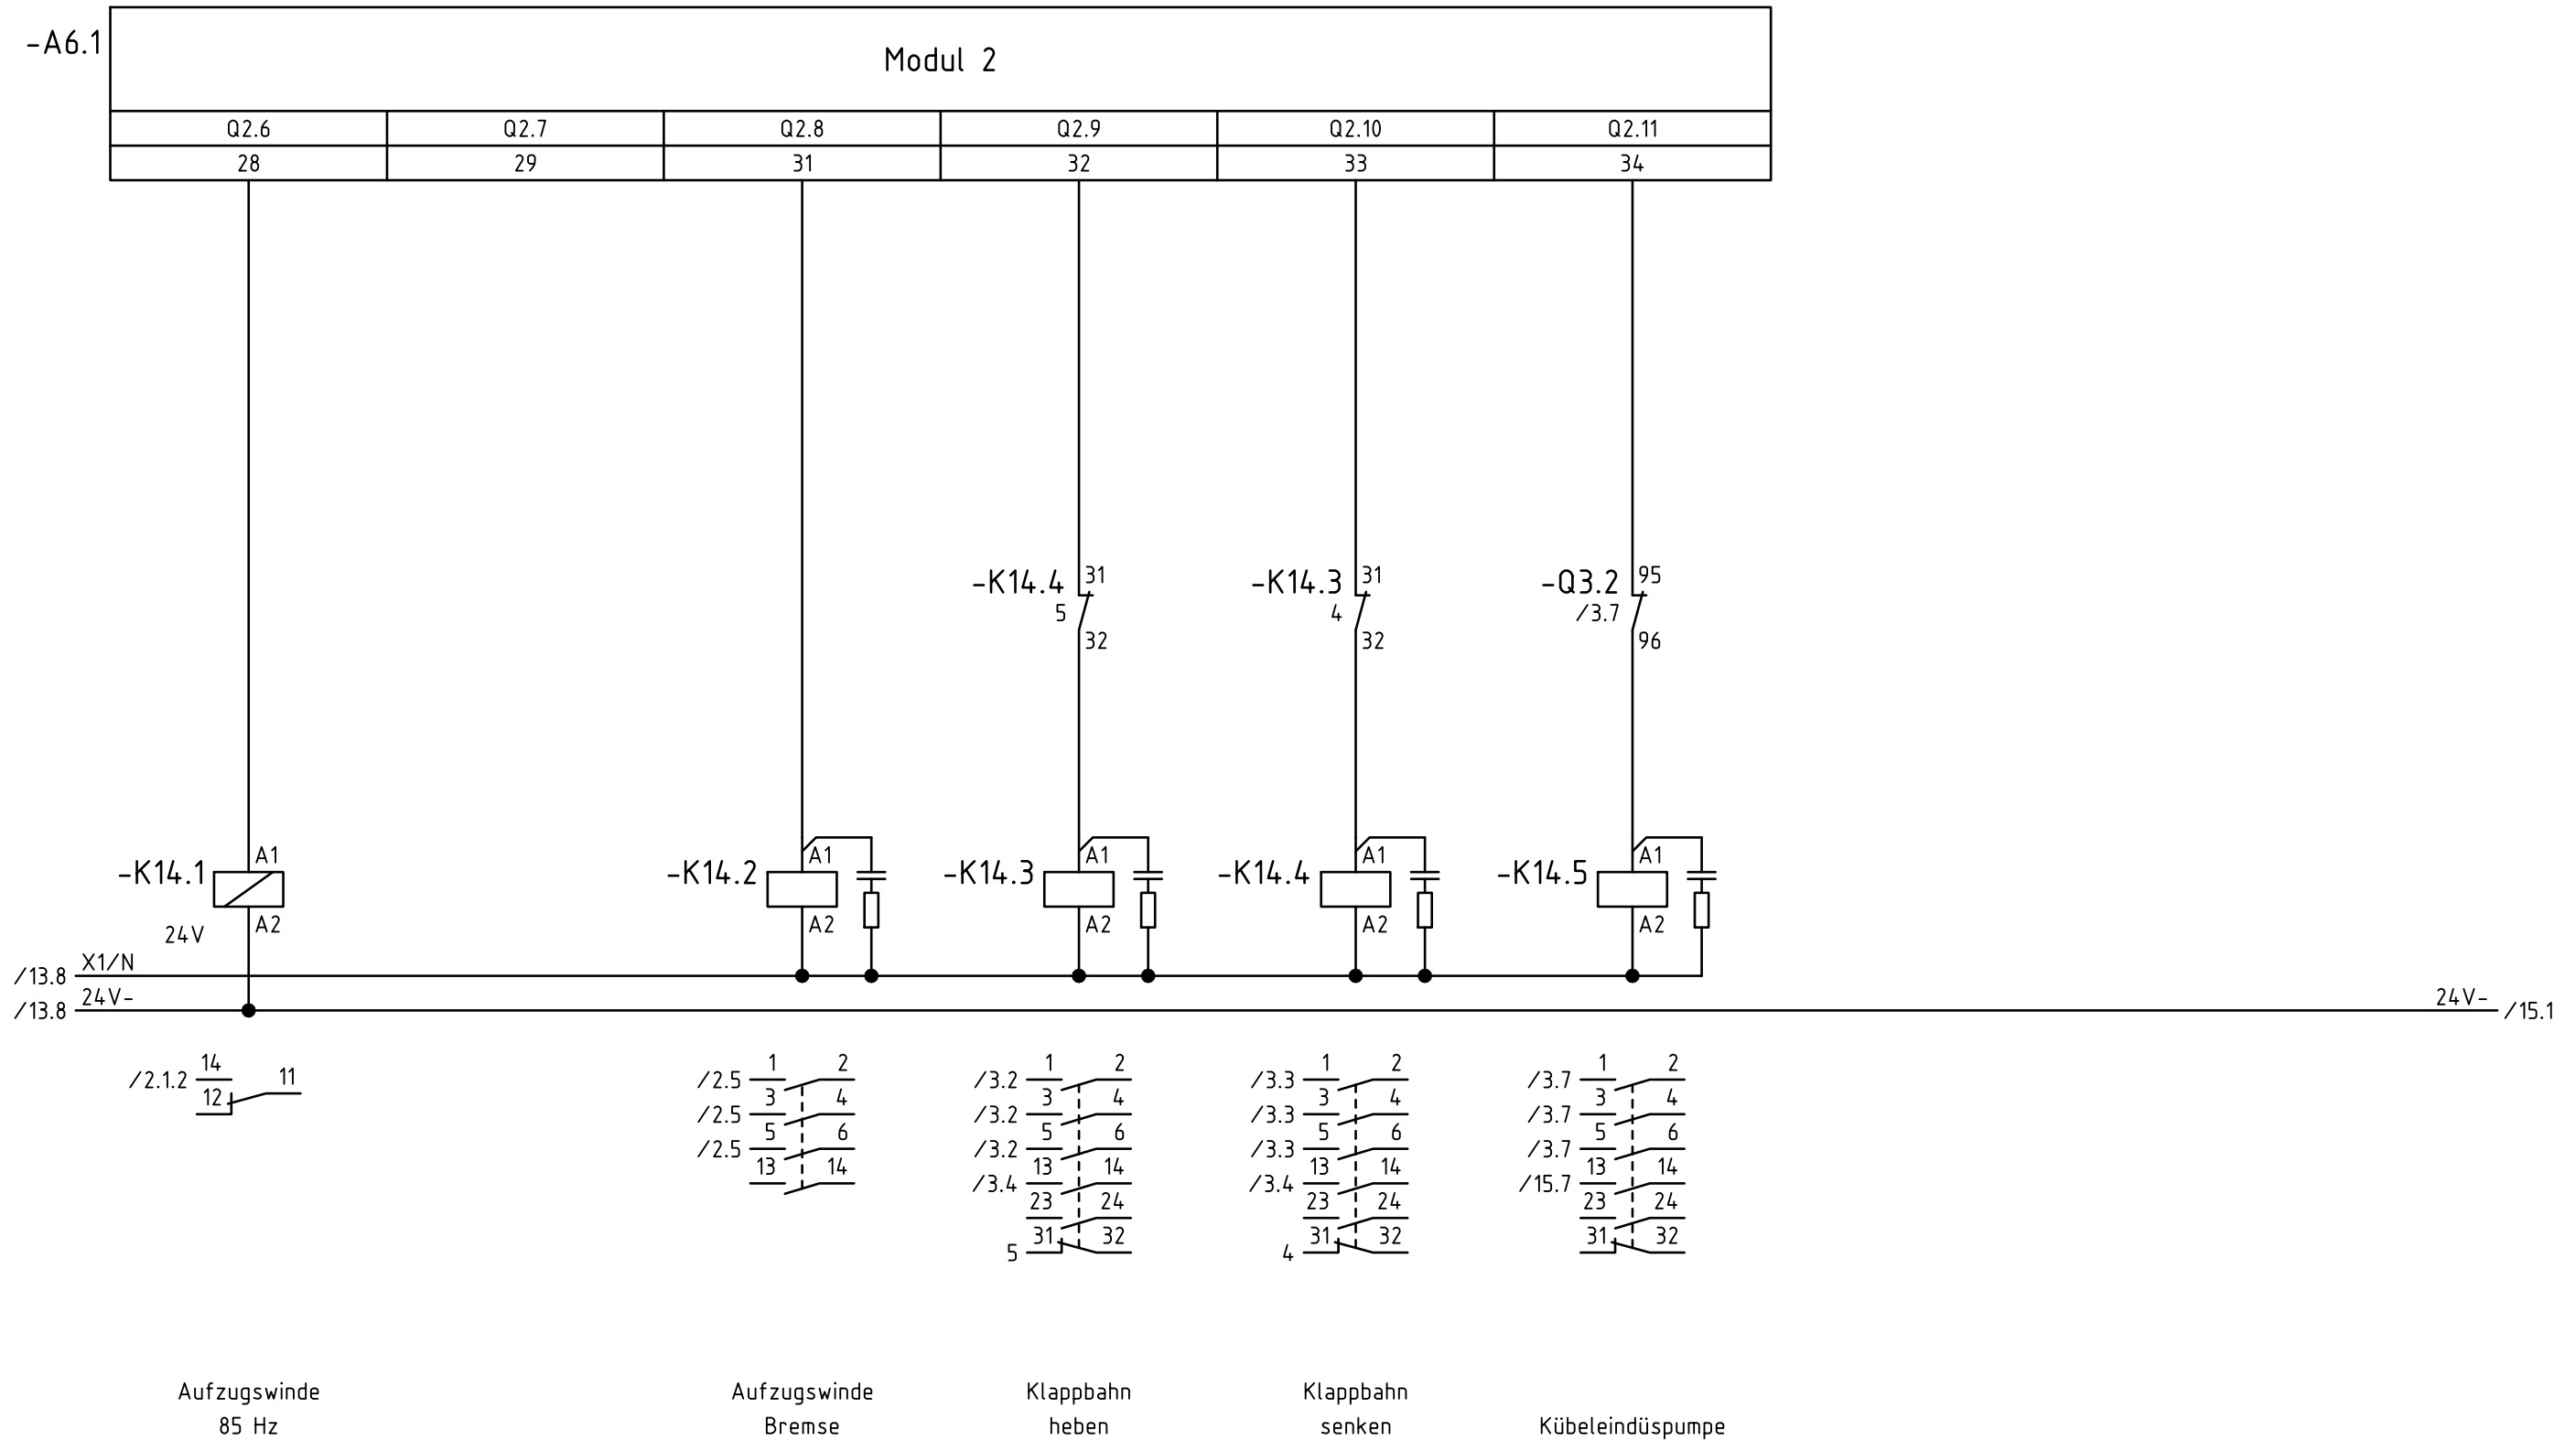 -A6.1
Modul 2
Q2.6 Q2.7 Q2.8 Q2.9 Q2.10 Q2.11
28 29 31 32 33 34
-K14.4 31
5
32
-K14.3 31
4
32
-Q3.2 95
/3.7
96
-K14.1 A1
A2
24V
-K14.2 A1
A2
-K14.3 A1
A2
-K14.4 A1
A2
-K14.5 A1
A2
/13.8 X1/N
/13.8 24V-
24V- /15.1
14
/2.1.2 11
12
1 2
/2.5
3 4
/2.5
5 6
/2.5
13 14
1 2
/3.2
3 4
/3.2
5 6
/3.2
13 14
/3.4
23 24
31 32
5
1 2
/3.3
3 4
/3.3
5 6
/3.3
13 14
/3.4
23 24
31 32
4
1 2
/3.7
3 4
/3.7
5 6
/3.7
13 14
/15.7
23 24
31 32
Aufzugswinde
85 Hz
Aufzugswinde
Bremse
Klappbahn
heben
Klappbahn
senken
Kübeleindüspumpe